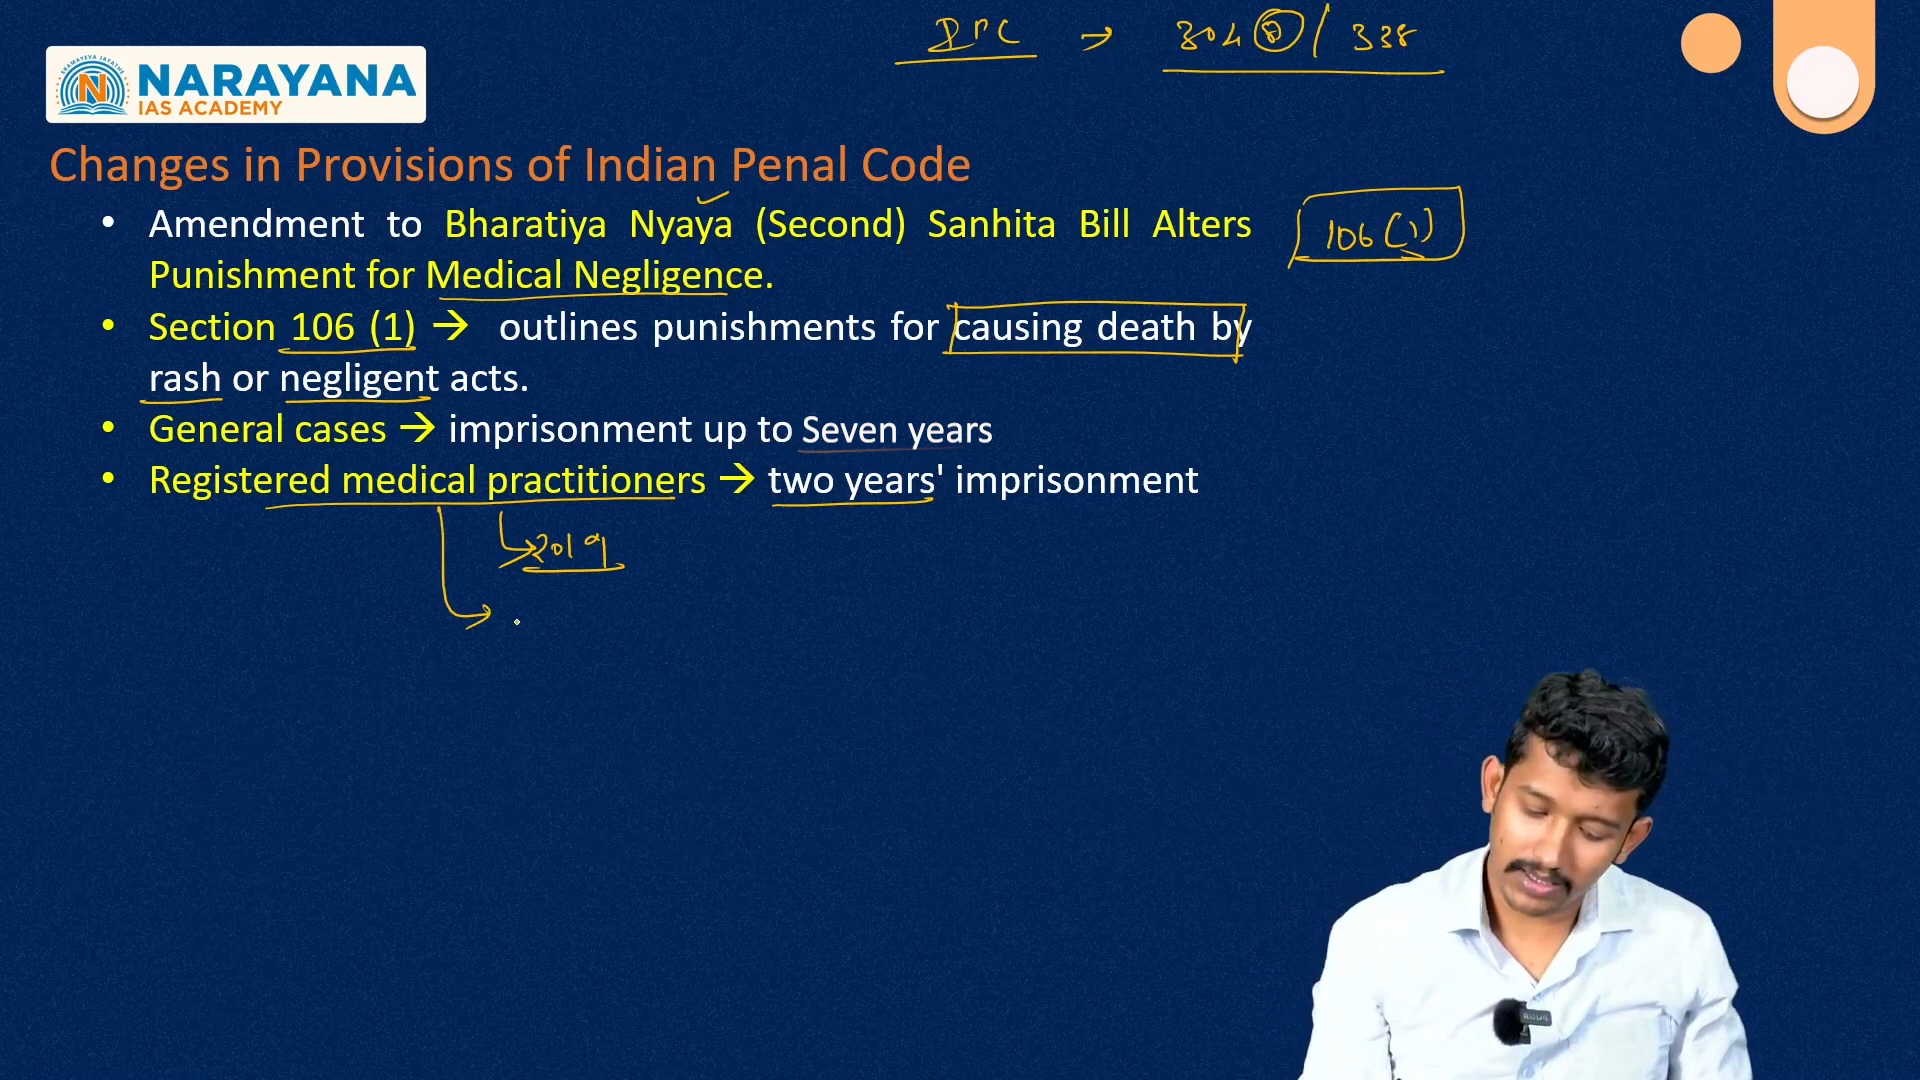 IPC → 304 / 338
SRAMAYEVA JAYATHE
N
NARAYANA
IAS ACADEMY
Changes in Provisions of Indian Penal Code
• Amendment to Bharatiya Nyaya (Second) Sanhita Bill Alters
Punishment for Medical Negligence.
106 (1)
• Section 106 (1) → outlines punishments for causing death by
rash or negligent acts.
• General cases → imprisonment up to Seven years
• Registered medical practitioners → two years' imprisonment
2019